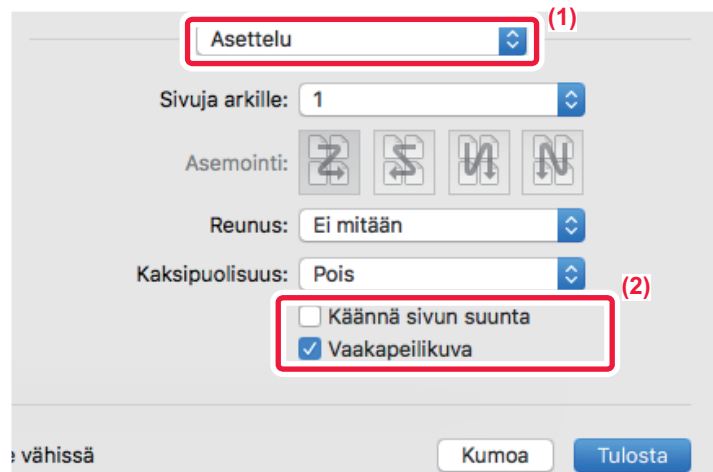 (1)
Asettelu
Sivuja arkille: 1
Asemointi:
Reunus: Ei mitään
Kaksipuolisuus: Pois
(2)
Käännä sivun suunta
Vaakapeilikuva
vähissä Kumoa Tulosta